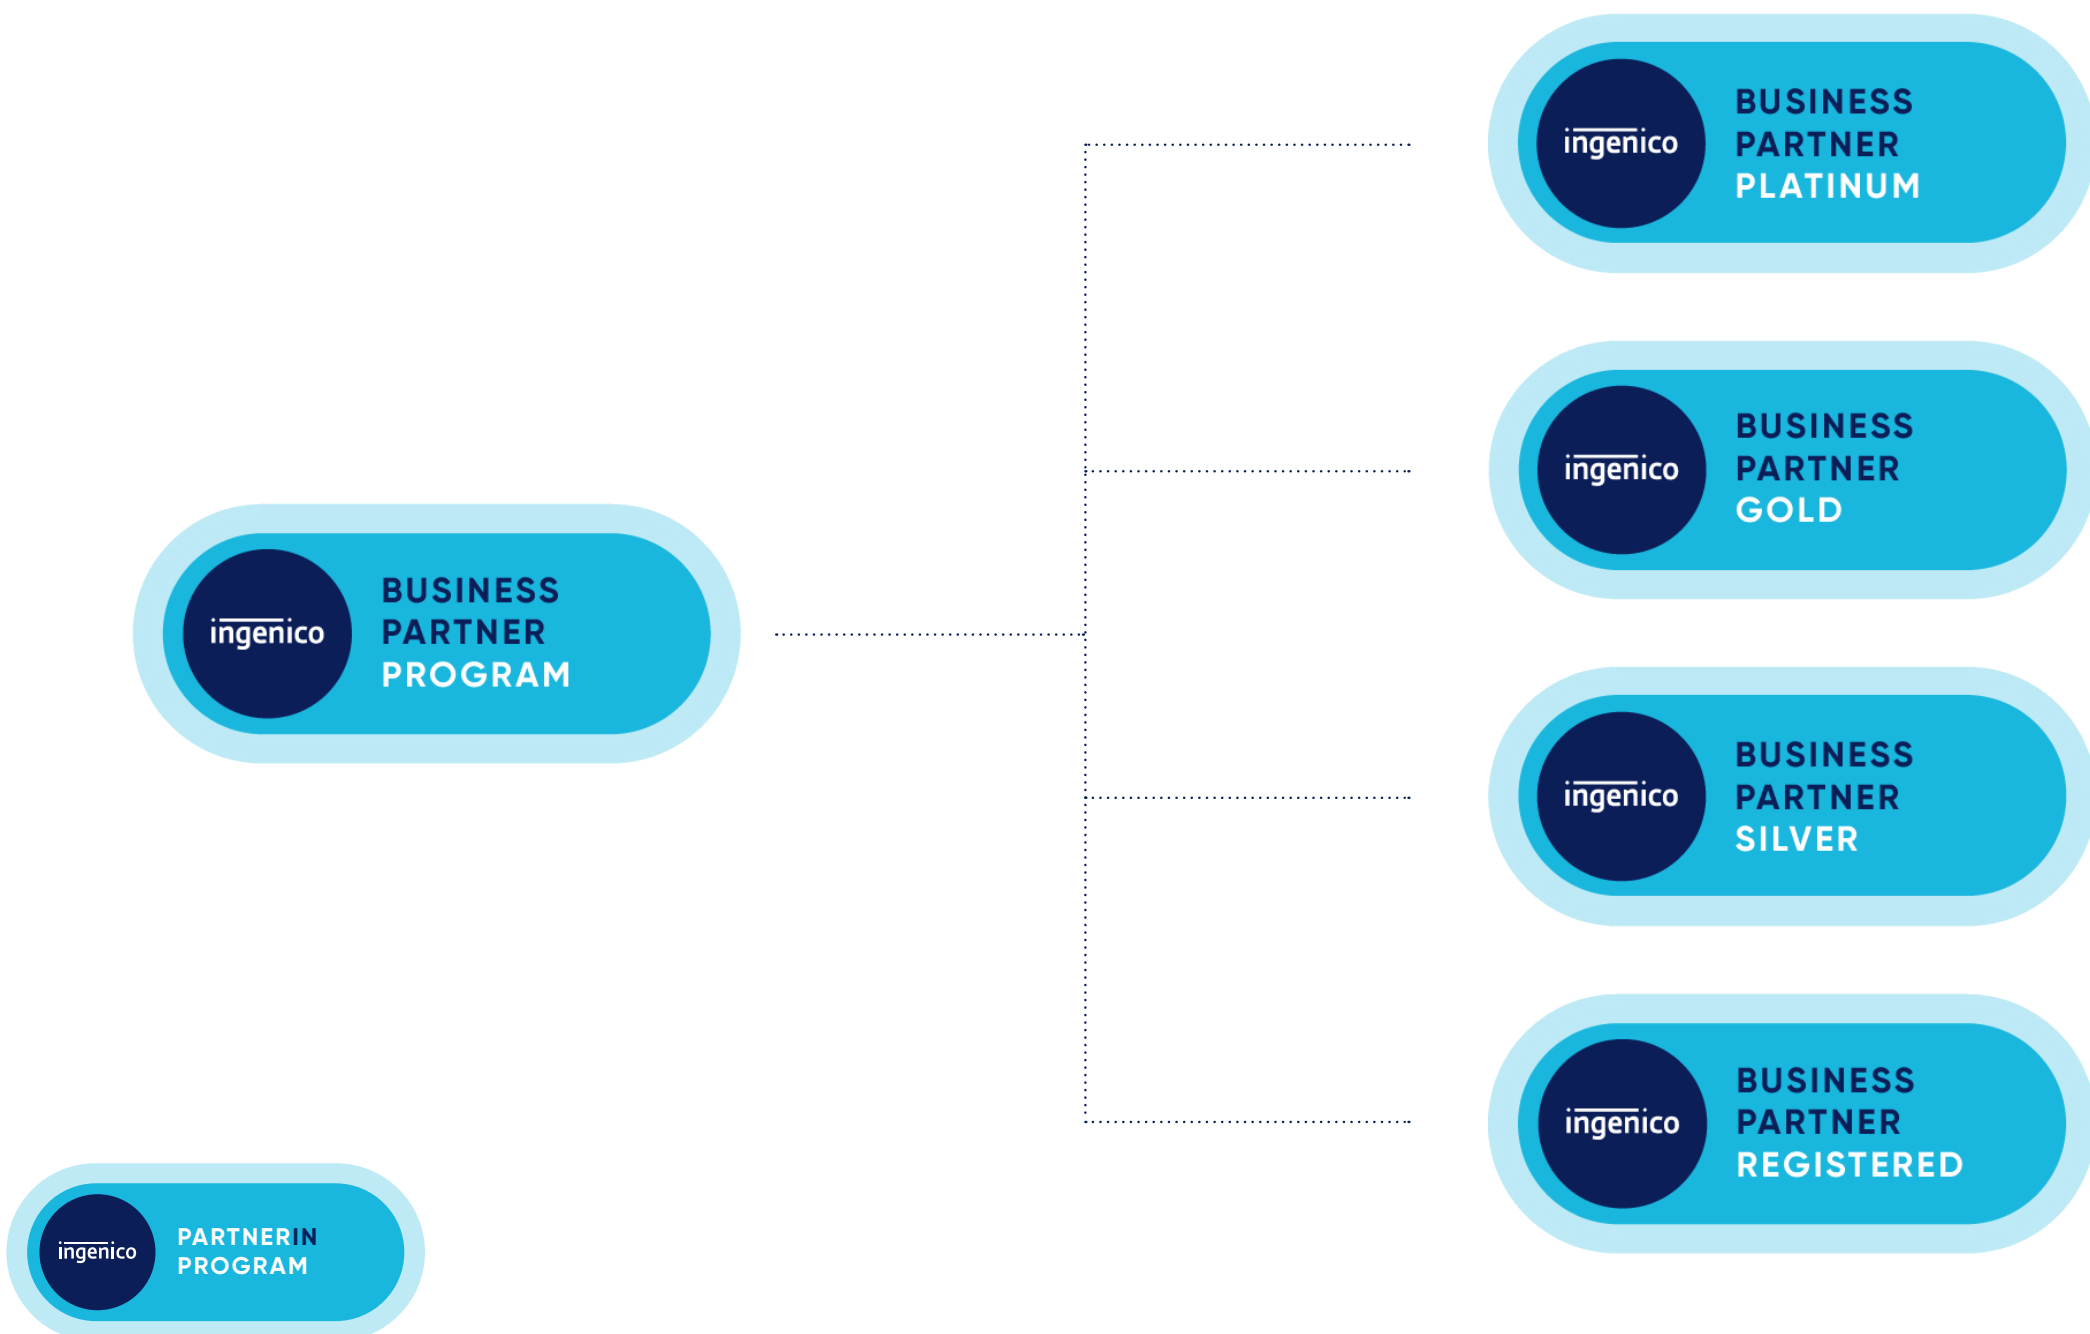 ingenico
BUSINESS
PARTNER
PLATINUM
ingenico
BUSINESS
PARTNER
GOLD
ingenico
BUSINESS
PARTNER
PROGRAM
ingenico
BUSINESS
PARTNER
SILVER
ingenico
BUSINESS
PARTNER
REGISTERED
ingenico
PARTNERIN
PROGRAM